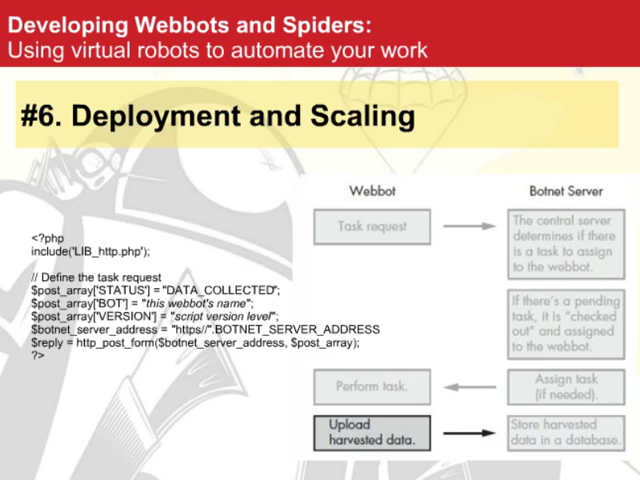 Developing Webbots and Spiders:
Using virtual robots to automate your work
#6. Deployment and Scaling
<?php
include('LIB_http.php');
// Define the task request
$post_array['STATUS'] = "DATA_COLLECTED";
$post_array['BOT'] = "this webbot's name";
$post_array['VERSION'] = "script version level";
$botnet_server_address = "https//".BOTNET_SERVER_ADDRESS
$reply = http_post_form($botnet_server_address, $post_array);
?>
Webbot
Botnet Server
Task request
The central server
determines if there
is a task to assign
to the webbot.
If there's a pending
task, it is "checked
out" and assigned
to the webbot.
Perform task.
Assign task
(if needed).
Upload
harvested data.
Store harvested
data in a database.